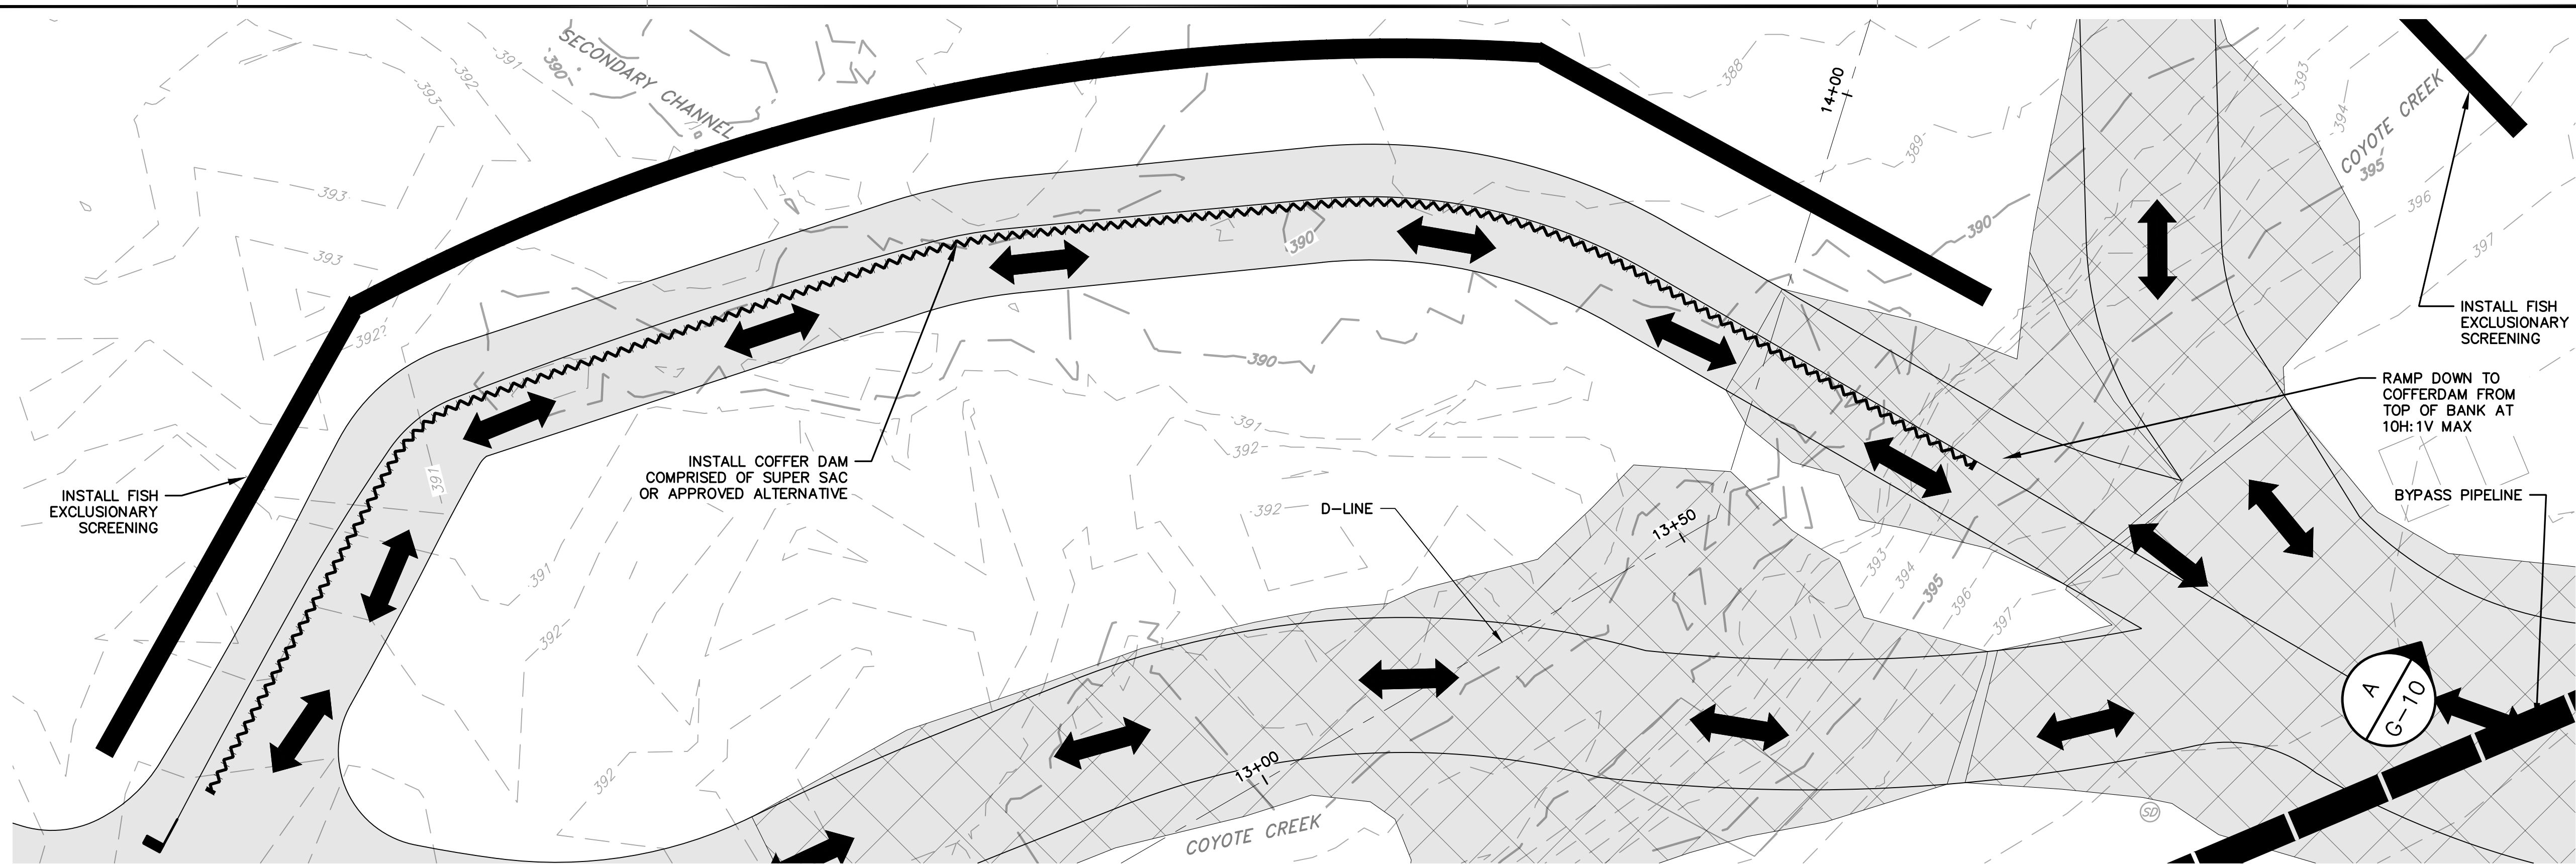 SECONDARY CHANNEL
390
391
392
393
388
14+00
393
394
COYOTE CREEK
395
396
397
389
390
393
393
392?
390
390
391
392
392
391
391
392
392
INSTALL FISH
EXCLUSIONARY
SCREENING
INSTALL COFFER DAM
COMPRISED OF SUPER SAC
OR APPROVED ALTERNATIVE
D-LINE
13+50
13+00
393
394
395
396
397
INSTALL FISH
EXCLUSIONARY
SCREENING
RAMP DOWN TO
COFFERDAM FROM
TOP OF BANK AT
10H:1V MAX
BYPASS PIPELINE
A
G-10
SD
COYOTE CREEK